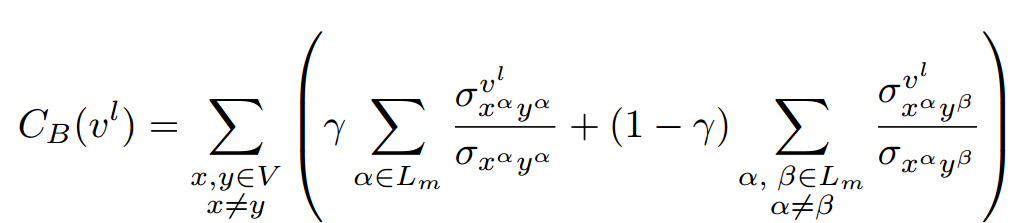 $C_B(v^l) = \sum_{\substack{x,y \in V \\ x \neq y}} \left( \gamma \sum_{\alpha \in L_m} \frac{\sigma^{v^l}_{x^\alpha y^\alpha}}{\sigma_{x^\alpha y^\alpha}} + (1 - \gamma) \sum_{\substack{\alpha,\ \beta \in L_m \\ \alpha \neq \beta}} \frac{\sigma^{v^l}_{x^\alpha y^\beta}}{\sigma_{x^\alpha y^\beta}} \right)$